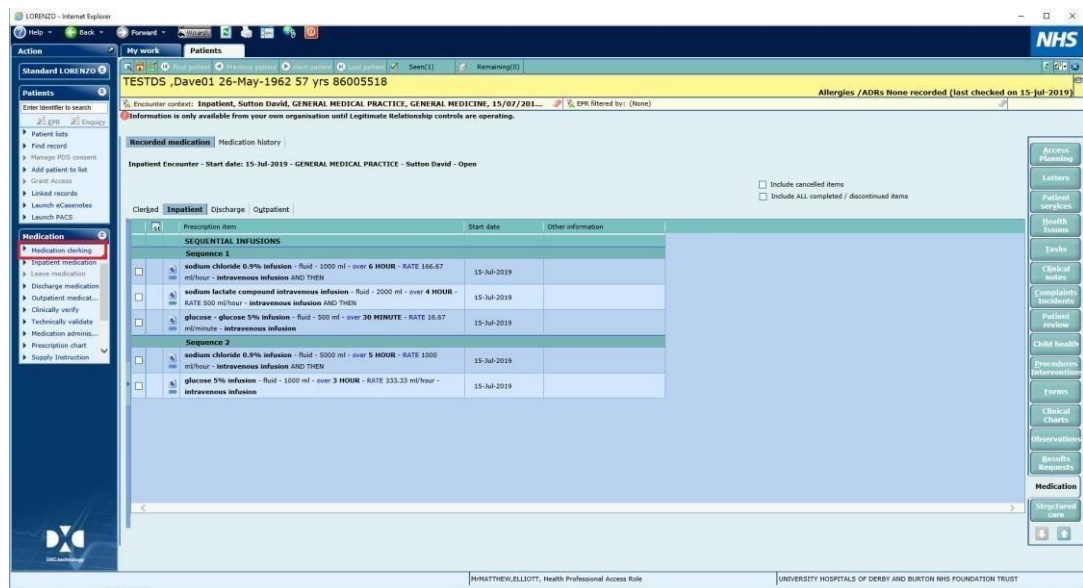 LORENZO - Internet Explorer
Help
Back
Forward
Wizards
NHS
Action
My work
Patients
Standard LORENZO
First patient Previous patient Next patient Last patient Seen(1) Remaining(0)
TESTDS ,Dave01 26-May-1962 57 yrs 86005518
Allergies /ADRs None recorded (last checked on 15-Jul-2019)
Patients
Enter Identifier to search
EPR Enquiry
Patient lists
Find record
Manage PDS consent
Add patient to list
Grant Access
Linked records
Launch eCasenotes
Launch PACS
Medication
Medication clerking
Inpatient medication
Leave medication
Discharge medication
Outpatient medicat...
Clinically verify
Technically validate
Medication adminis...
Prescription chart
Supply Instruction
DXC.technology
Encounter context: Inpatient, Sutton David, GENERAL MEDICAL PRACTICE, GENERAL MEDICINE, 15/07/201...
EPR filtered by: (None)
Information is only available from your own organisation until Legitimate Relationship controls are operating.
Recorded medication Medication history
Inpatient Encounter - Start date: 15-Jul-2019 - GENERAL MEDICAL PRACTICE - Sutton David - Open
Include cancelled items
Include ALL completed / discontinued items
Clerked Inpatient Discharge Outpatient
Prescription item Start date Other information
SEQUENTIAL INFUSIONS
Sequence 1
sodium chloride 0.9% infusion - fluid - 1000 ml - over 6 HOUR - RATE 166.67
ml/hour - intravenous infusion AND THEN
15-Jul-2019
sodium lactate compound intravenous infusion - fluid - 2000 ml - over 4 HOUR -
RATE 500 ml/hour - intravenous infusion AND THEN
15-Jul-2019
glucose - glucose 5% infusion - fluid - 500 ml - over 30 MINUTE - RATE 16.67
ml/minute - intravenous infusion
15-Jul-2019
Sequence 2
sodium chloride 0.9% infusion - fluid - 5000 ml - over 5 HOUR - RATE 1000
ml/hour - intravenous infusion AND THEN
15-Jul-2019
glucose 5% infusion - fluid - 1000 ml - over 3 HOUR - RATE 333.33 ml/hour -
intravenous infusion
15-Jul-2019
Access
Planning
Letters
Patient
services
Health
Issues
Tasks
Clinical
notes
Complaints
Incidents
Patient
review
Child health
Procedures
Interventions
Forms
Clinical
Charts
Observations
Results
Requests
Medication
Structured
care
MrMATTHEW,ELLIOTT, Health Professional Access Role
UNIVERSITY HOSPITALS OF DERBY AND BURTON NHS FOUNDATION TRUST